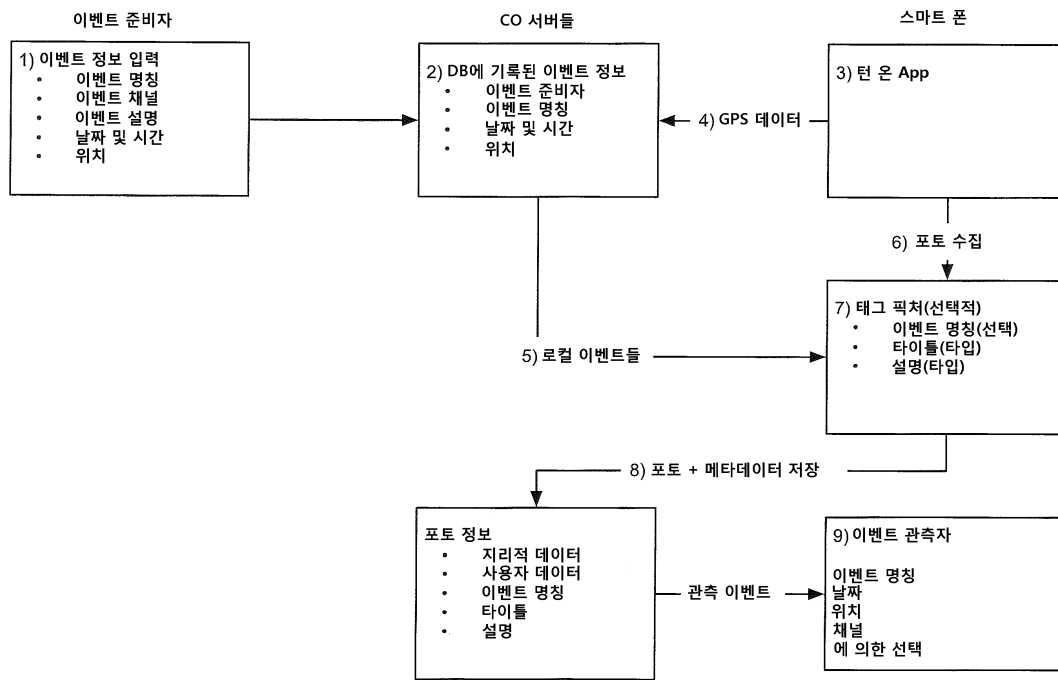 이벤트 준비자
CO 서버들
스마트 폰
1) 이벤트 정보 입력
• 이벤트 명칭
• 이벤트 채널
• 이벤트 설명
• 날짜 및 시간
• 위치
2) DB에 기록된 이벤트 정보
• 이벤트 준비자
• 이벤트 명칭
• 날짜 및 시간
• 위치
3) 턴 온 App
4) GPS 데이터
5) 로컬 이벤트들
6) 포토 수집
7) 태그 픽처(선택적)
• 이벤트 명칭(선택)
• 타이틀(타입)
• 설명(타입)
8) 포토 + 메타데이터 저장
포토 정보
• 지리적 데이터
• 사용자 데이터
• 이벤트 명칭
• 타이틀
• 설명
관측 이벤트
9) 이벤트 관측자
이벤트 명칭
날짜
위치
채널
에 의한 선택